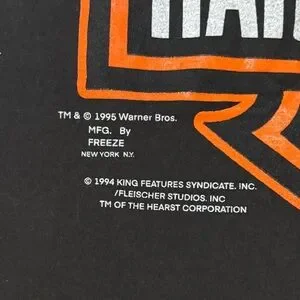 TM & © 1995 Warner Bros.
MFG. By
FREEZE
NEW YORK N.Y.
© 1994 KING FEATURES SYNDICATE. INC.
/FLEISCHER STUDIOS. INC
TM OF THE HEARST CORPORATION